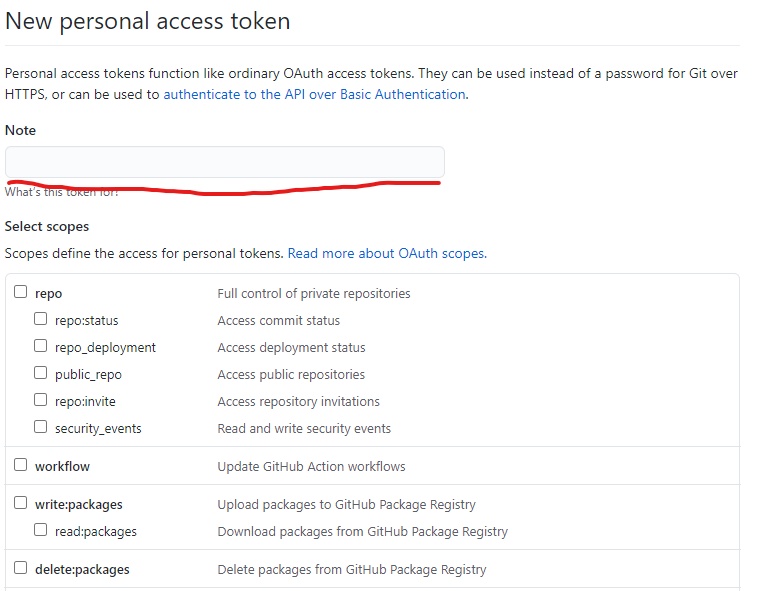 New personal access token
Personal access tokens function like ordinary OAuth access tokens. They can be used instead of a password for Git over
HTTPS, or can be used to authenticate to the API over Basic Authentication.
Note
What's this token for?
Select scopes
Scopes define the access for personal tokens. Read more about OAuth scopes.
repo Full control of private repositories
repo:status Access commit status
repo_deployment Access deployment status
public_repo Access public repositories
repo:invite Access repository invitations
security_events Read and write security events
workflow Update GitHub Action workflows
write:packages Upload packages to GitHub Package Registry
read:packages Download packages from GitHub Package Registry
delete:packages Delete packages from GitHub Package Registry